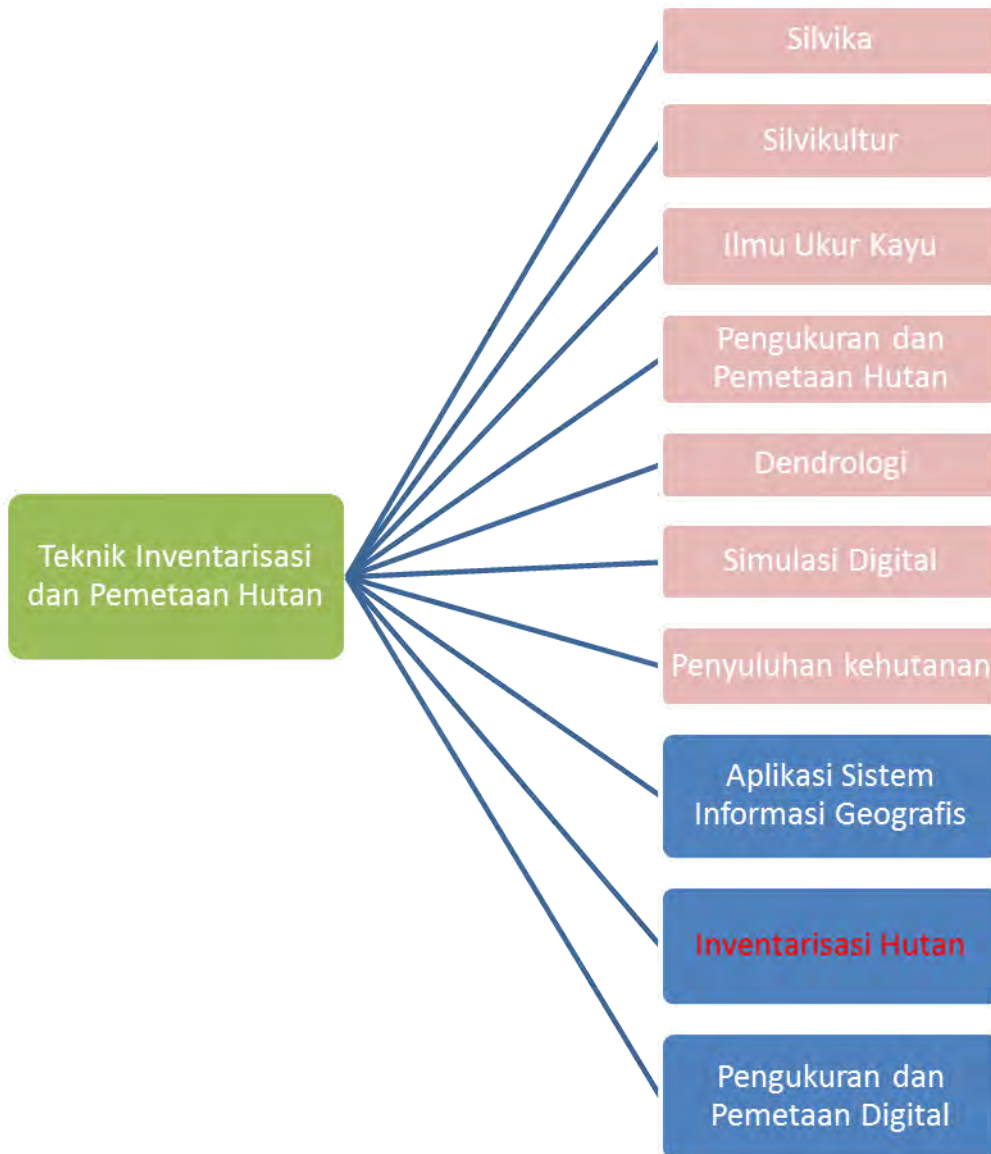 Silvika
Silvikultur
Ilmu Ukur Kayu
Pengukuran dan
Pemetaan Hutan
Dendrologi
Teknik Inventarisasi
dan Pemetaan Hutan
Simulasi Digital
Penyuluhan kehutanan
Aplikasi Sistem
Informasi Geografis
Inventarisasi Hutan
Pengukuran dan
Pemetaan Digital